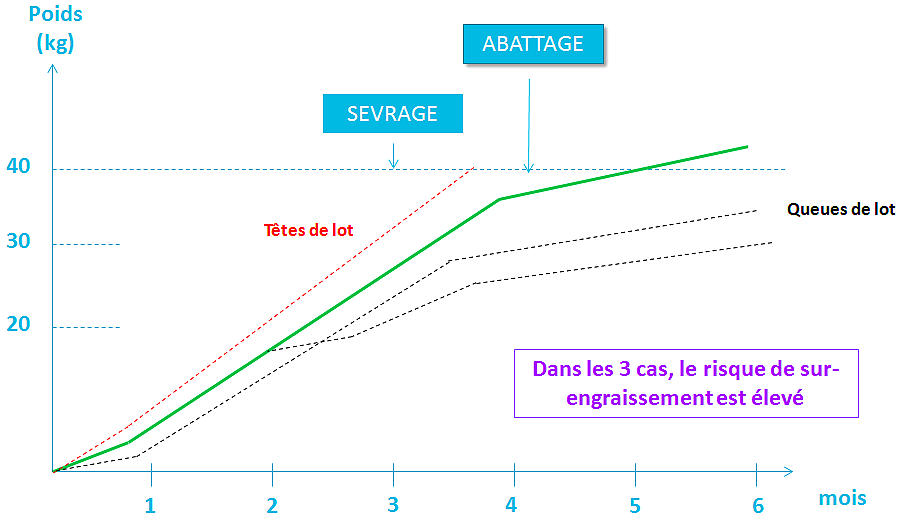 Poids
(kg)
ABATTAGE
SEVRAGE
40
Têtes de lot
Queues de lot
30
20
Dans les 3 cas, le risque de sur-
engraissement est élevé
1
2
3
4
5
6
mois